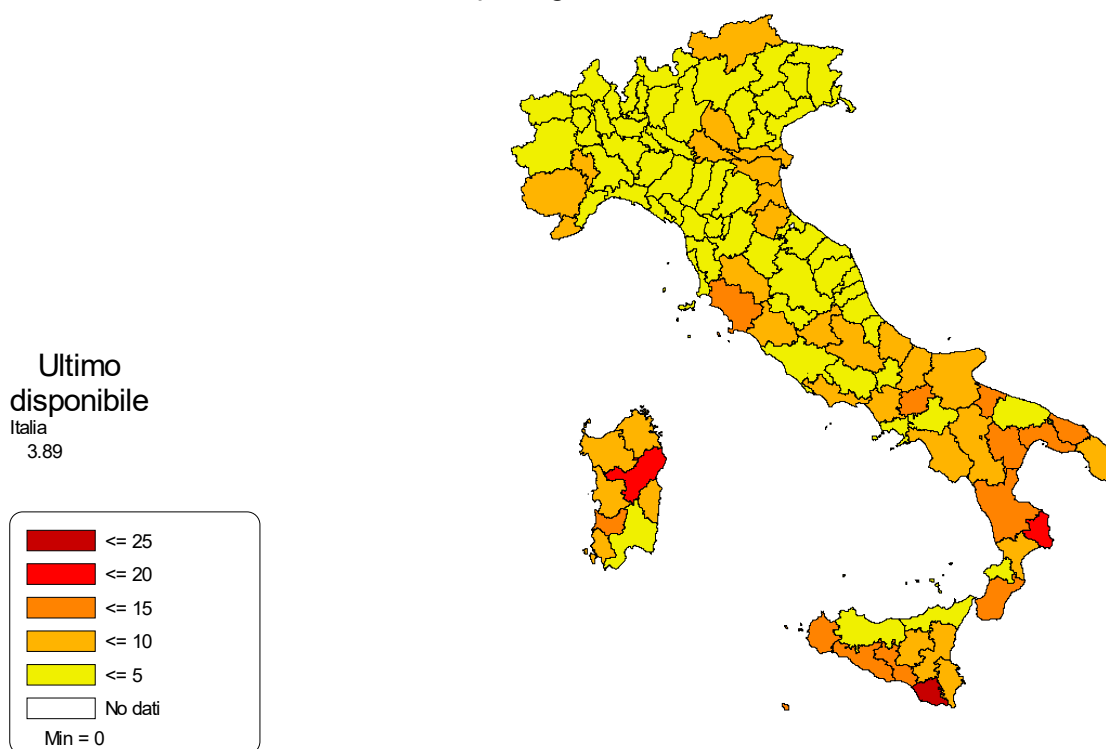 Ultimo
disponibile
Italia
3.89
<= 25
<= 20
<= 15
<= 10
<= 5
No dati
Min = 0